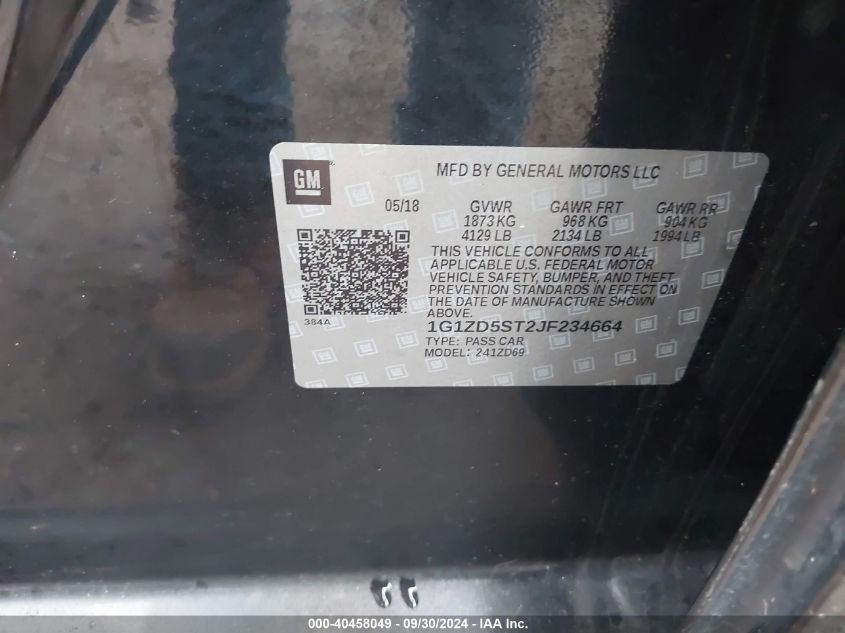 GM
MFD BY GENERAL MOTORS LLC
05/18 GVWR GAWR FRT GAWR RR
1873 KG 968 KG 904 KG
4129 LB 2134 LB 1994 LB
THIS VEHICLE CONFORMS TO ALL
APPLICABLE U.S. FEDERAL MOTOR
VEHICLE SAFETY, BUMPER, AND THEFT
PREVENTION STANDARDS IN EFFECT ON
THE DATE OF MANUFACTURE SHOWN
ABOVE.
384A
1G1ZD5ST2JF234664
TYPE: PASS CAR
MODEL: 241ZD69
000-40458049 - 09/30/2024 - IAA Inc.